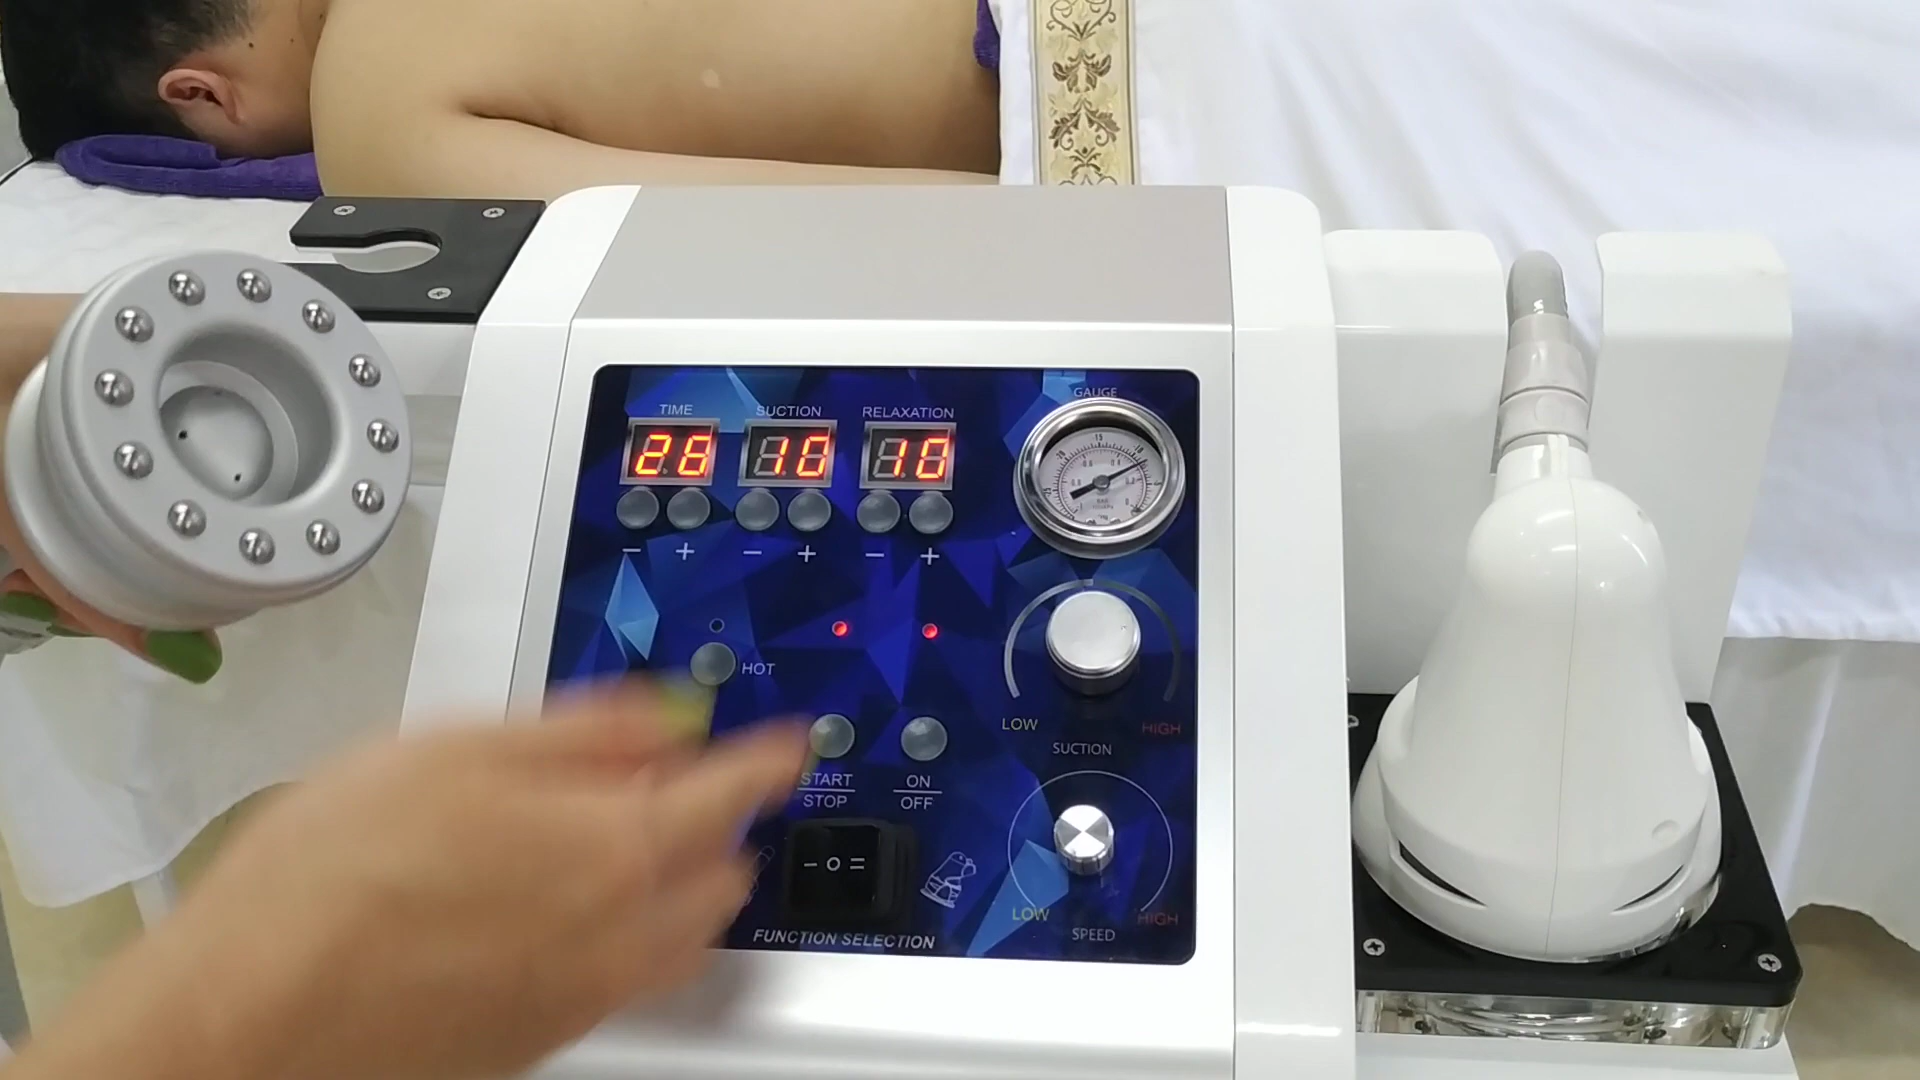 TIME SUCTION RELAXATION GAUGE
26 10 10
− + − + − +
HOT
START
STOP
ON
OFF
LOW HIGH
SUCTION
− O =
LOW HIGH
SPEED
FUNCTION SELECTION